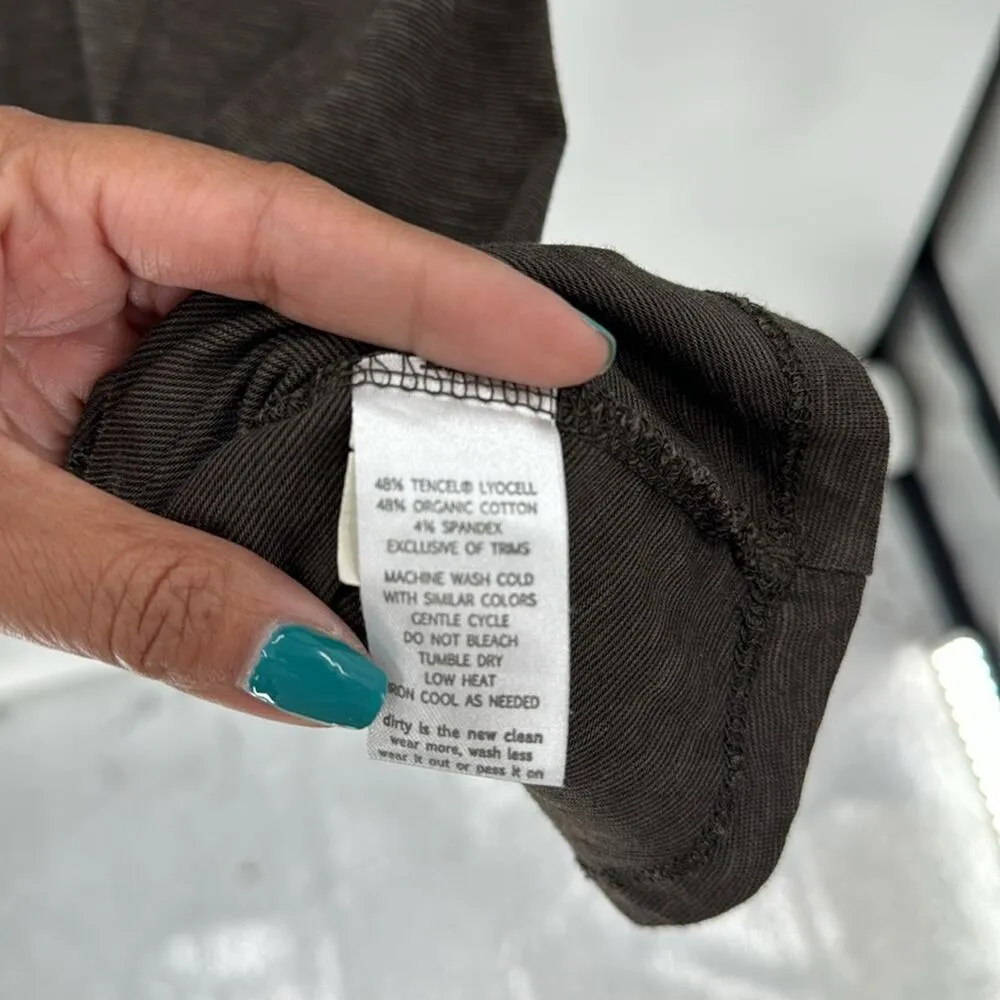 48% TENCEL® LYOCELL
48% ORGANIC COTTON
4% SPANDEX
EXCLUSIVE OF TRIMS
MACHINE WASH COLD
WITH SIMILAR COLORS
GENTLE CYCLE
DO NOT BLEACH
TUMBLE DRY
LOW HEAT
RON COOL AS NEEDED
dirty is the new clean
wear more, wash less
wear it out or pass it on